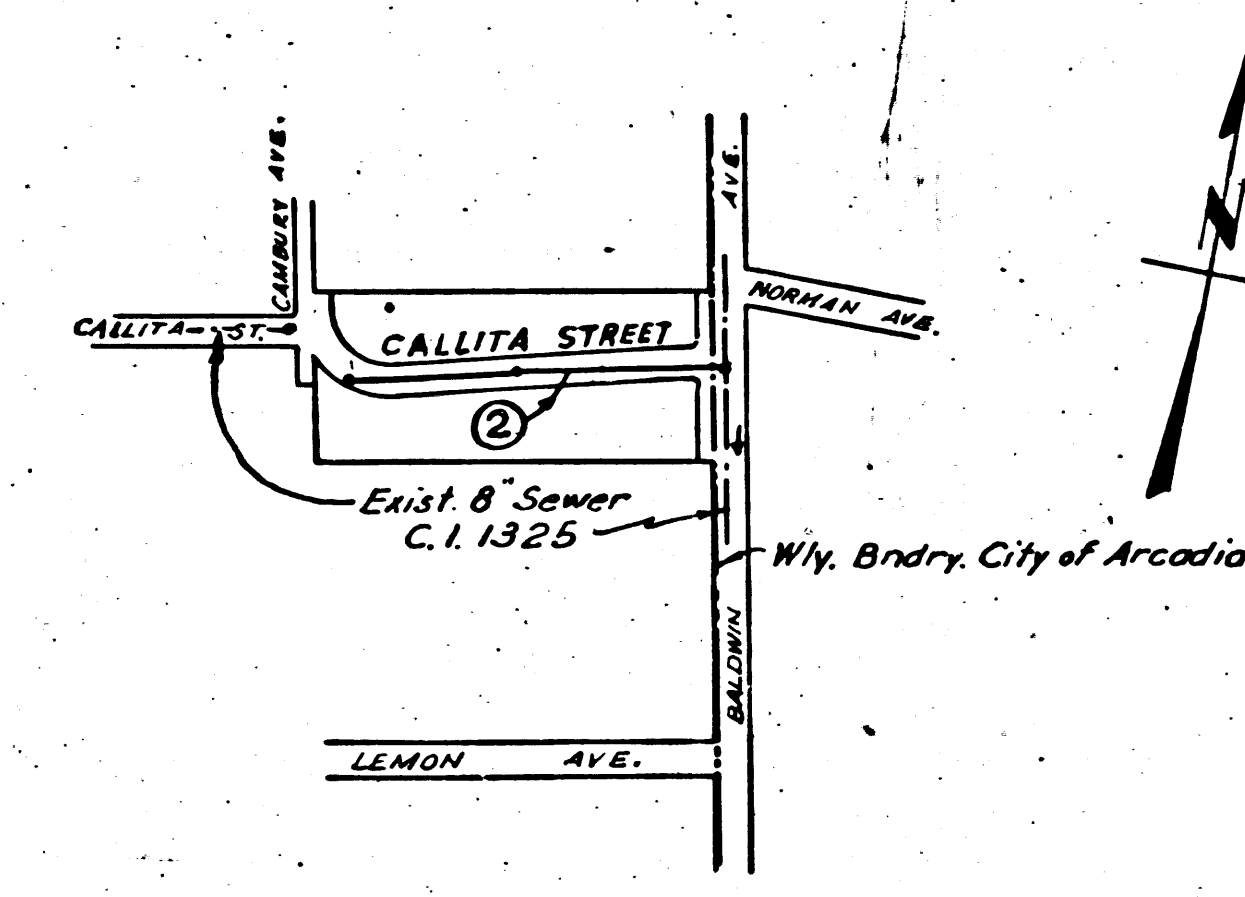 CAMBURY AVE.
AVE.
N
NORMAN AVE.
CALLITA ST.
CALLITA STREET
2
Exist. 8" Sewer
C.I. 1325
Wly. Bndry. City of Arcadia
BALDWIN
LEMON AVE.